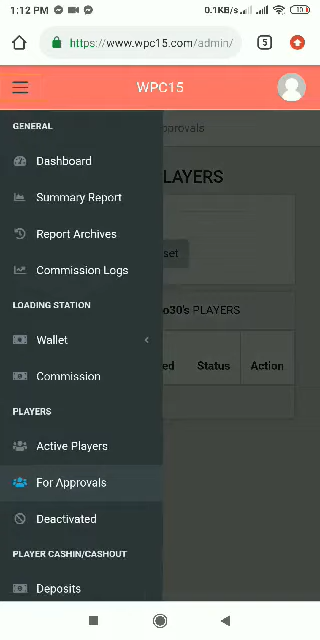 1:12 PM 0.1KB/s 10
https://www.wpc15.com/admin/ 5
WPC15
GENERAL
Dashboard
Summary Report
Report Archives
Commission Logs
LOADING STATION
Wallet
Commission
PLAYERS
Active Players
For Approvals
Deactivated
PLAYER CASHIN/CASHOUT
Deposits
provals
LAYERS
set
o30's PLAYERS
ed Status Action